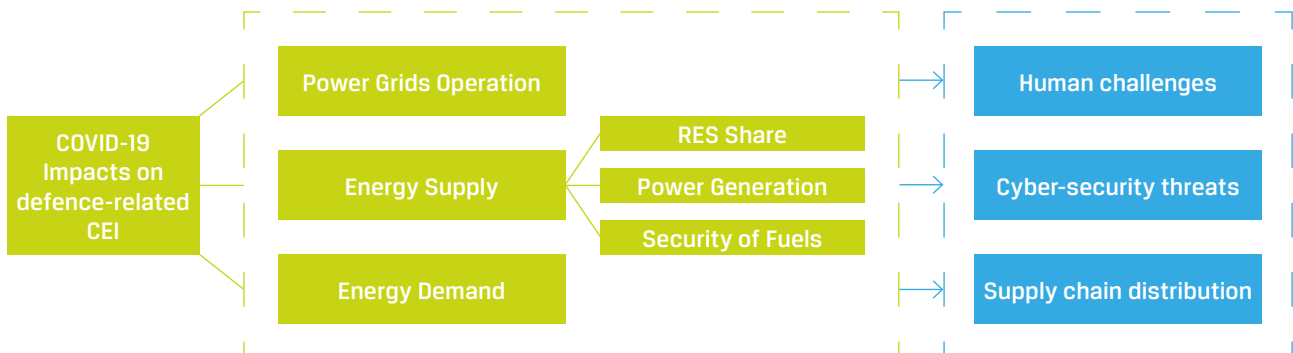 COVID-19
Impacts on
defence-related
CEI
Power Grids Operation
Energy Supply
Energy Demand
RES Share
Power Generation
Security of Fuels
Human challenges
Cyber-security threats
Supply chain distribution